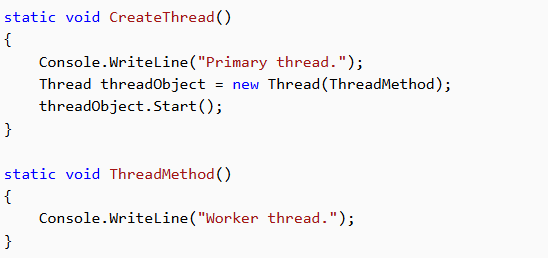 static void CreateThread()
{
    Console.WriteLine("Primary thread.");
    Thread threadObject = new Thread(ThreadMethod);
    threadObject.Start();
}
static void ThreadMethod()
{
    Console.WriteLine("Worker thread.");
}